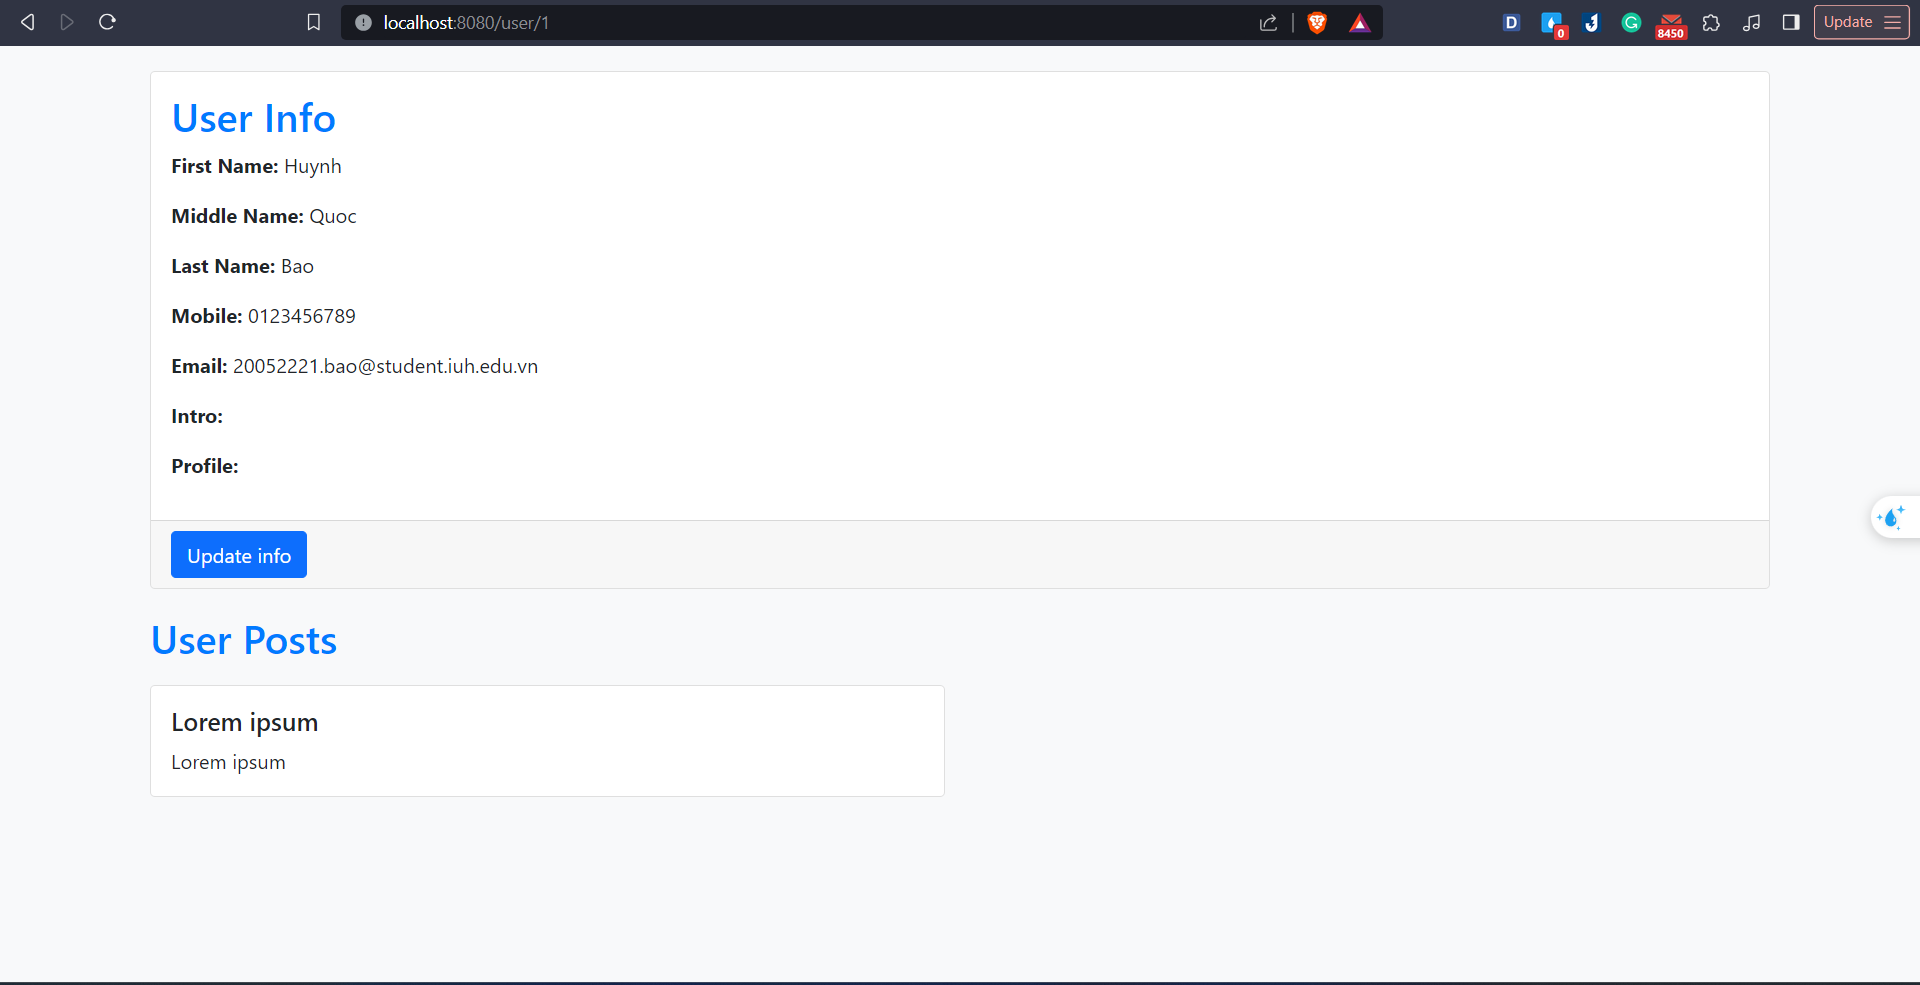 localhost:8080/user/1
D
0
G
8450
Update
User Info
First Name: Huynh
Middle Name: Quoc
Last Name: Bao
Mobile: 0123456789
Email: 20052221.bao@student.iuh.edu.vn
Intro:
Profile:
Update info
User Posts
Lorem ipsum
Lorem ipsum